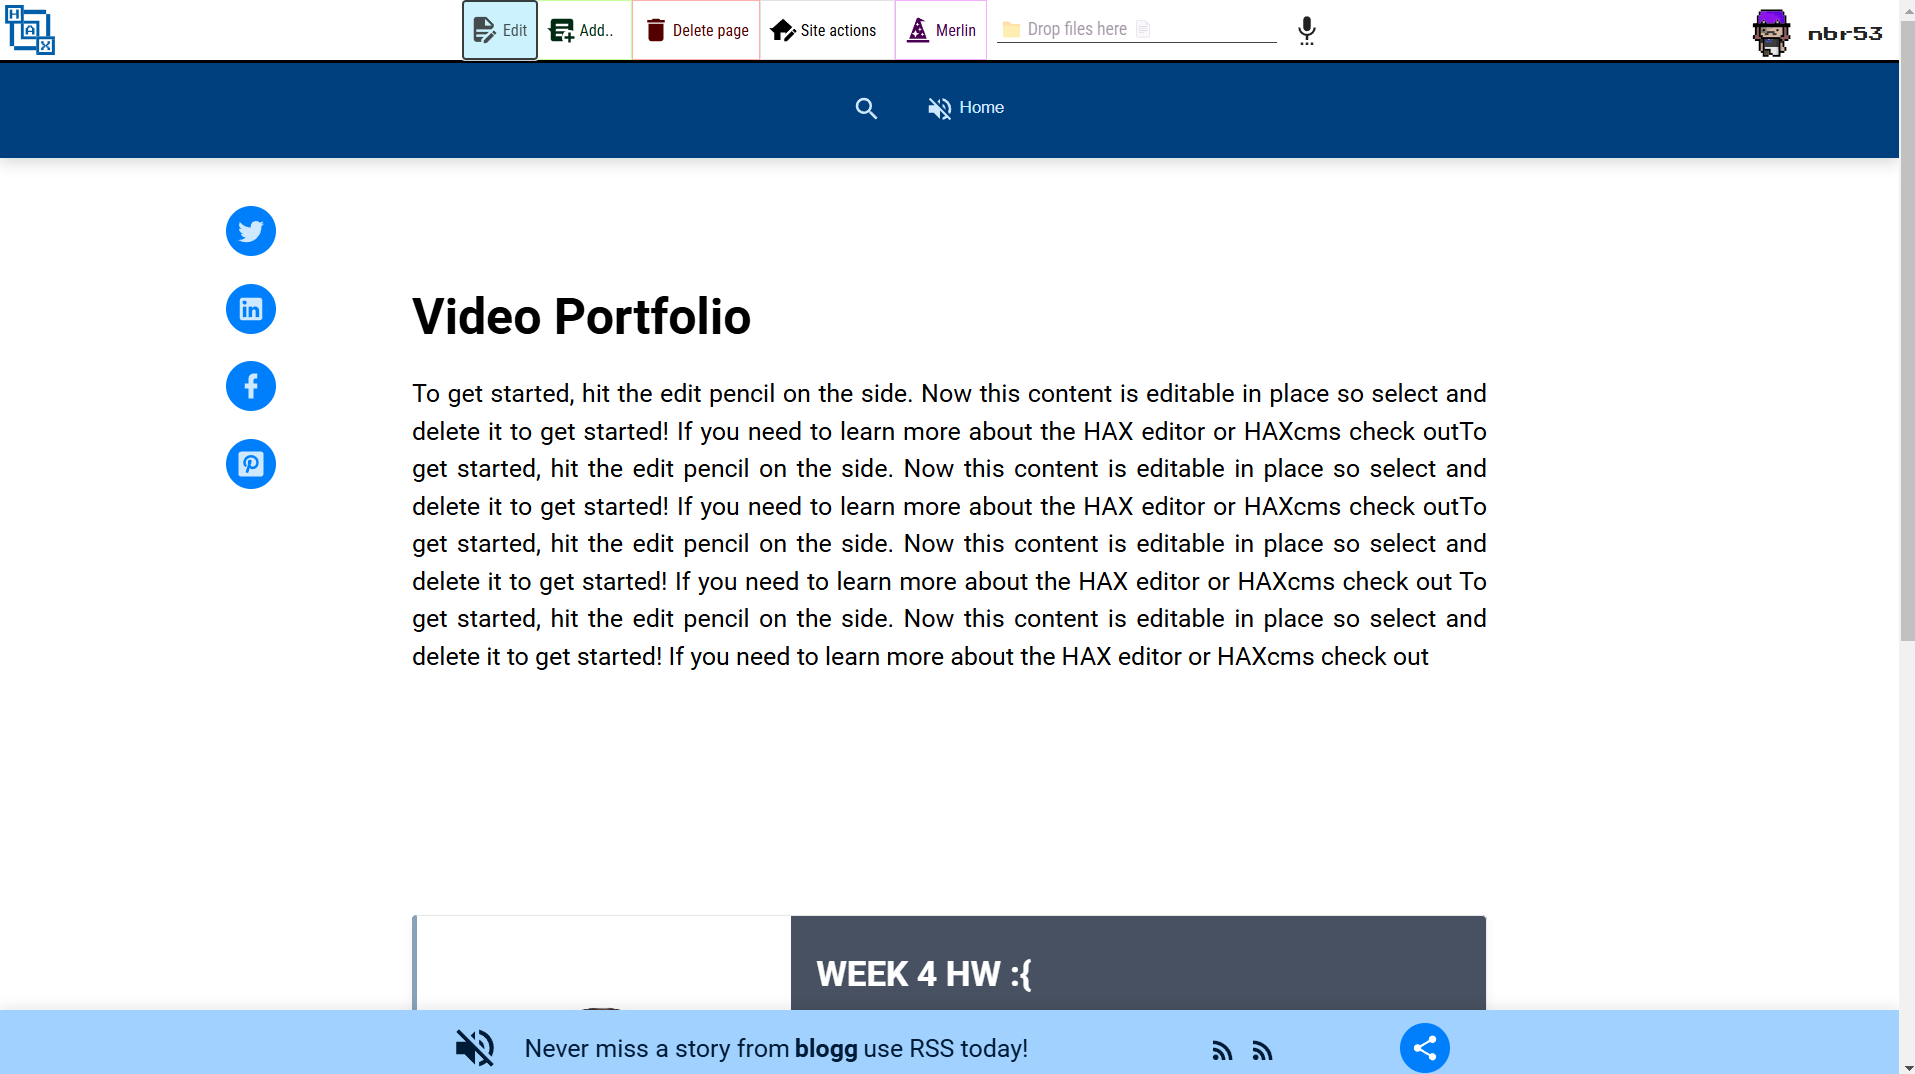 H
A
X
Edit
Add..
Delete page
Site actions
Merlin
Drop files here
nbr53
Home
Video Portfolio
To get started, hit the edit pencil on the side. Now this content is editable in place so select and
delete it to get started! If you need to learn more about the HAX editor or HAXcms check outTo
get started, hit the edit pencil on the side. Now this content is editable in place so select and
delete it to get started! If you need to learn more about the HAX editor or HAXcms check outTo
get started, hit the edit pencil on the side. Now this content is editable in place so select and
delete it to get started! If you need to learn more about the HAX editor or HAXcms check out To
get started, hit the edit pencil on the side. Now this content is editable in place so select and
delete it to get started! If you need to learn more about the HAX editor or HAXcms check out
WEEK 4 HW :{
Never miss a story from blogg use RSS today!